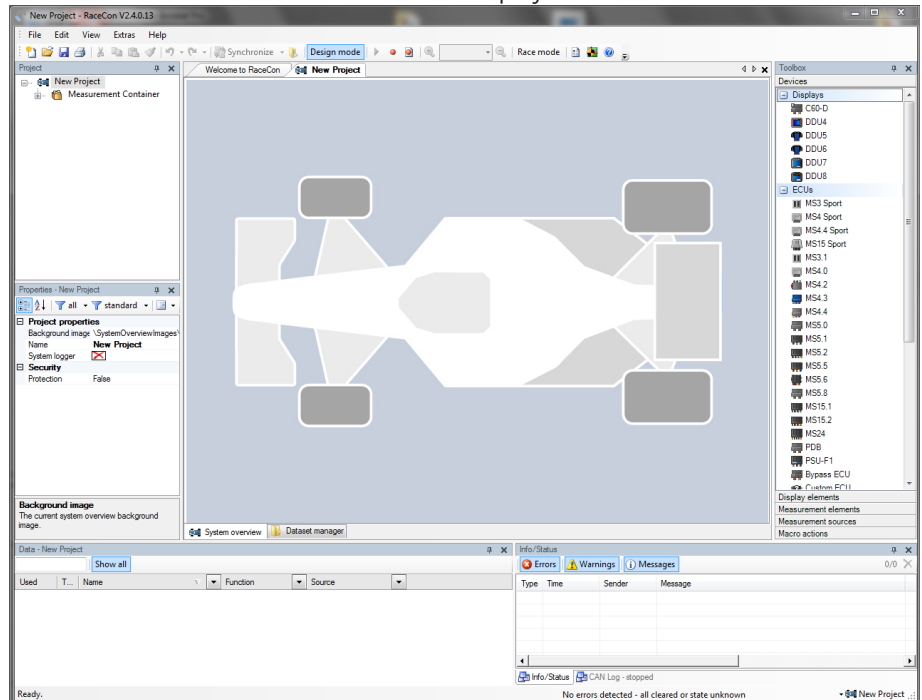 New Project - RaceCon V2.4.0.13
File Edit View Extras Help
Synchronize Design mode Race mode
Project
New Project
Measurement Container
Welcome to RaceCon New Project
Toolbox
Devices
Displays
C60-D
DDU4
DDU5
DDU6
DDU7
DDU8
ECUs
MS3 Sport
MS4 Sport
MS4.4 Sport
MS15 Sport
MS3.1
MS4.0
MS4.2
MS4.3
MS4.4
MS5.0
MS5.1
MS5.2
MS5.5
MS5.6
MS5.8
MS15.1
MS15.2
MS24
PDB
PSU-F1
Bypass ECU
Custom ECU
Display elements
Measurement elements
Measurement sources
Macro actions
Properties - New Project
all standard
Project properties
Background image \SystemOverviewImages\
Name New Project
System logger
Security
Protection False
Background image
The current system overview background
image.
System overview Dataset manager
Data - New Project
Show all
Used T... Name Function Source
Info/Status
Errors Warnings Messages 0/0
Type Time Sender Message
Info/Status CAN Log - stopped
Ready. No errors detected - all cleared or state unknown New Project